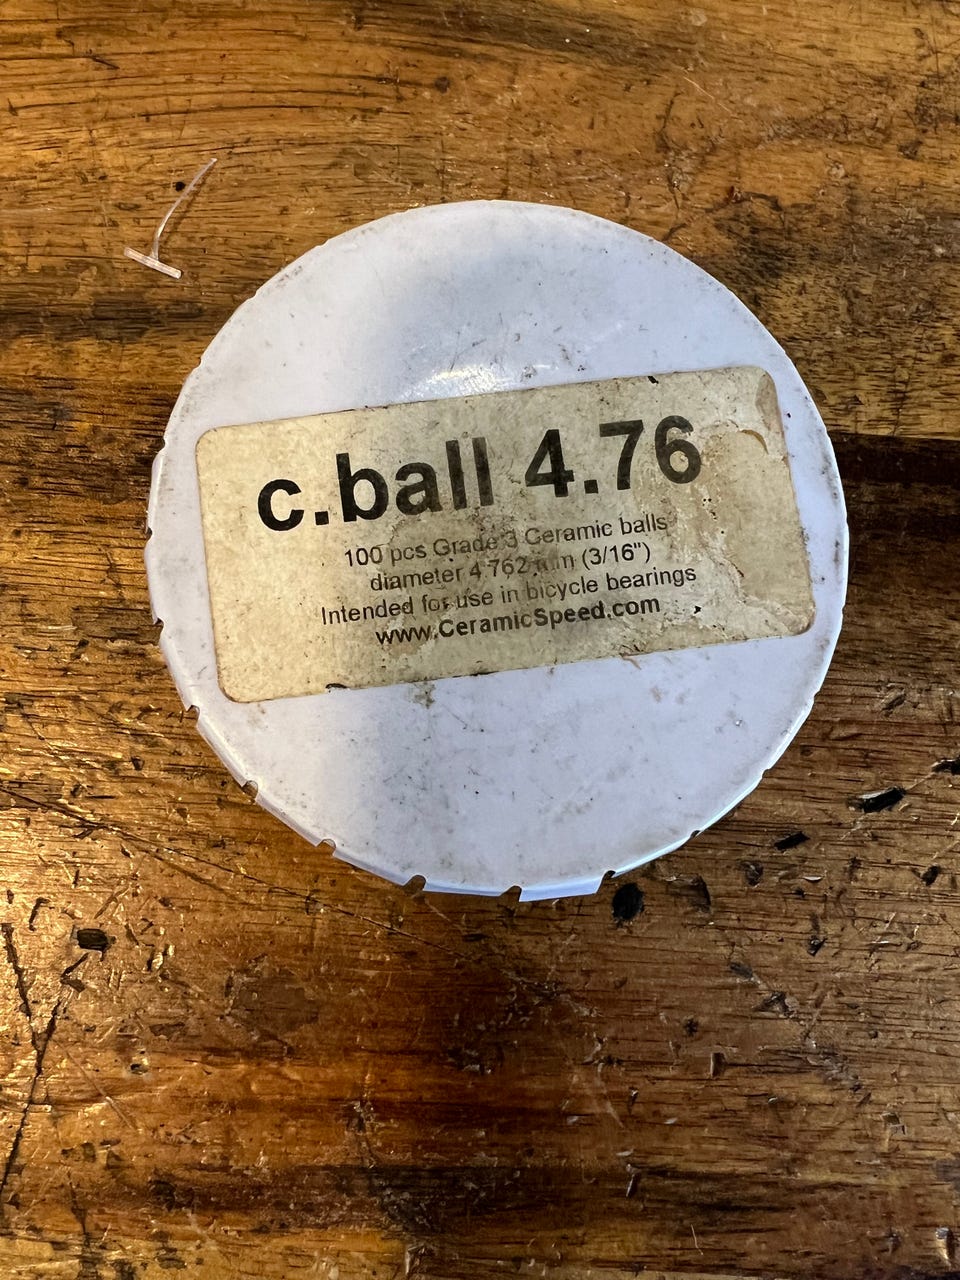 c.ball 4.76
100 pcs Grade 3 Ceramic balls
diameter 4.762 mm (3/16")
Intended for use in bicycle bearings
www.CeramicSpeed.com